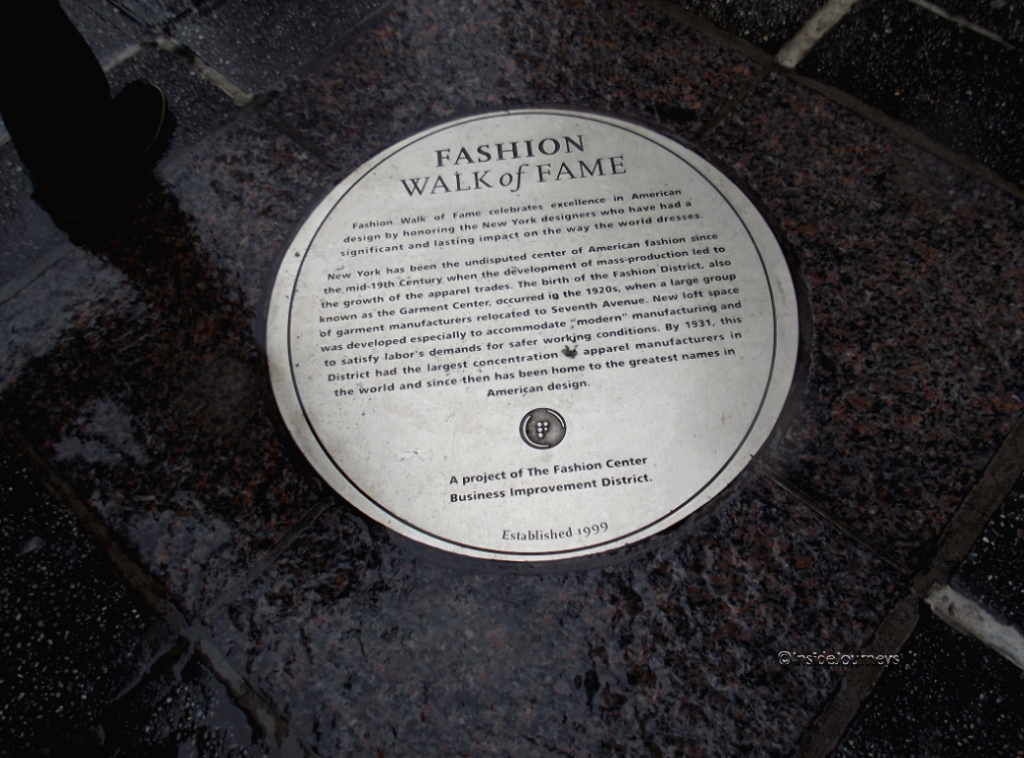 FASHION
WALK of FAME
Fashion Walk of Fame celebrates excellence in American
design by honoring the New York designers who have had a
significant and lasting impact on the way the world dresses
New York has been the undisputed center of American fashion since
the mid-19th Century when the development of mass-production led to
the growth of the apparel trades. The birth of the Fashion District, also
known as the Garment Center, occurred in the 1920s, when a large group
of garment manufacturers relocated to Seventh Avenue. New loft space
was developed especially to accommodate "modern" manufacturing and
to satisfy labor's demands for safer working conditions. By 1931, this
District had the largest concentration apparel manufacturers in
the world and since then has been home to the greatest names in
American design.
A project of The Fashion Center
Business Improvement District.
Established 1999
©InsideJourneys